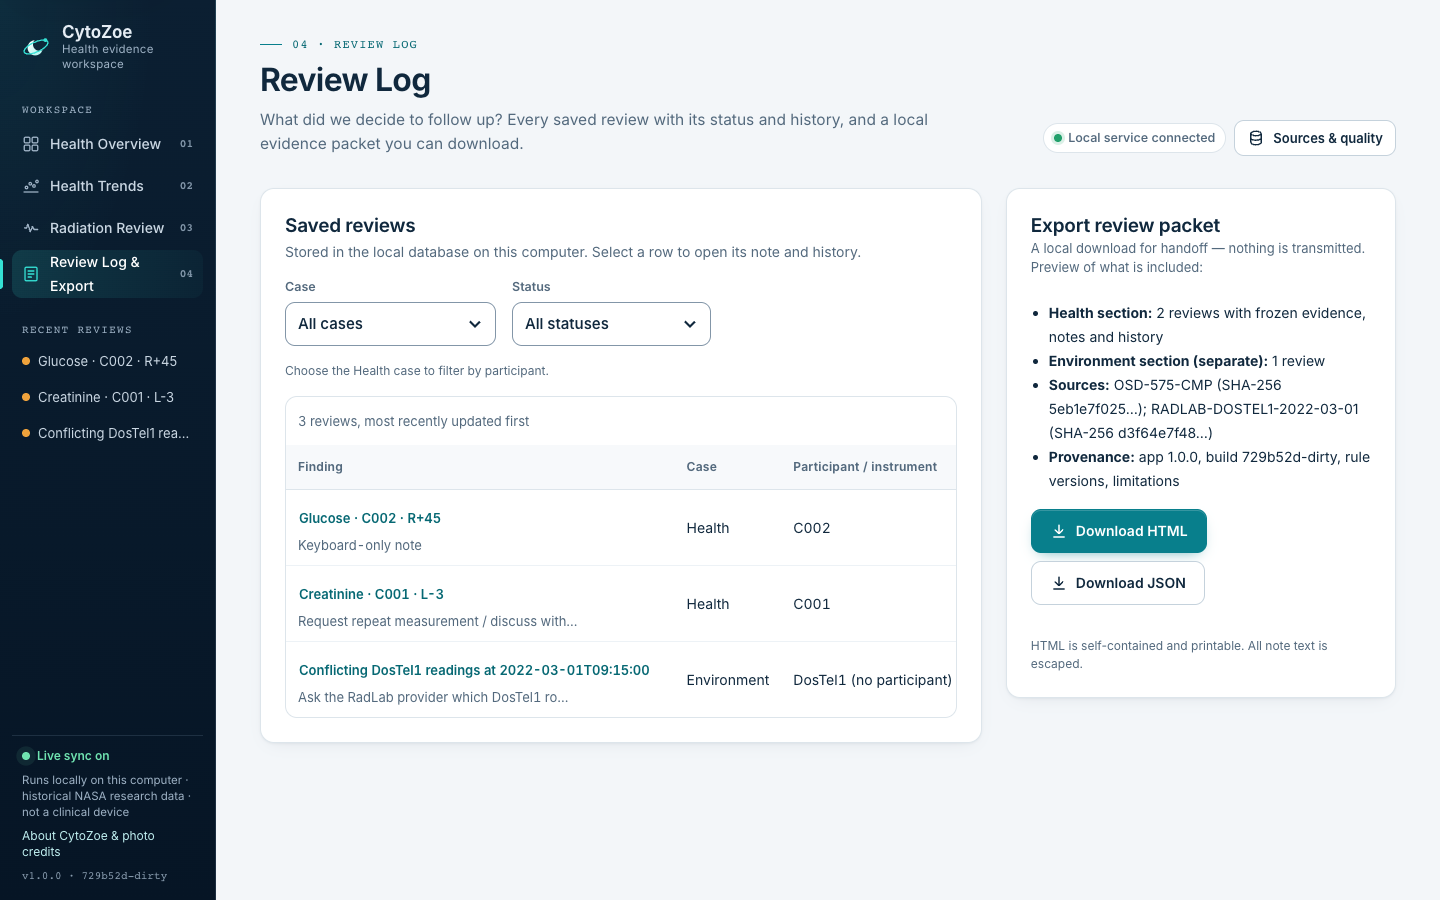 CytoZoe
Health evidence
workspace
WORKSPACE
Health Overview 01
Health Trends 02
Radiation Review 03
Review Log &
Export 04
RECENT REVIEWS
Glucose · C002 · R+45
Creatinine · C001 · L-3
Conflicting DosTel1 rea...
Live sync on
Runs locally on this computer ·
historical NASA research data ·
not a clinical device
About CytoZoe & photo
credits
v1.0.0 · 729b52d-dirty
04 · REVIEW LOG
Review Log
What did we decide to follow up? Every saved review with its status and history, and a local
evidence packet you can download.
Local service connected
Sources & quality
Saved reviews
Stored in the local database on this computer. Select a row to open its note and history.
Case Status
All cases All statuses
Choose the Health case to filter by participant.
3 reviews, most recently updated first
Finding Case Participant / instrument
Glucose · C002 · R+45
Keyboard-only note
Health C002
Creatinine · C001 · L-3
Request repeat measurement / discuss with...
Health C001
Conflicting DosTel1 readings at 2022-03-01T09:15:00
Ask the RadLab provider which DosTel1 ro...
Environment DosTel1 (no participant)
Export review packet
A local download for handoff — nothing is transmitted.
Preview of what is included:
• Health section: 2 reviews with frozen evidence,
notes and history
• Environment section (separate): 1 review
• Sources: OSD-575-CMP (SHA-256
5eb1e7f025...); RADLAB-DOSTEL1-2022-03-01
(SHA-256 d3f64e7f48...)
• Provenance: app 1.0.0, build 729b52d-dirty, rule
versions, limitations
Download HTML
Download JSON
HTML is self-contained and printable. All note text is
escaped.